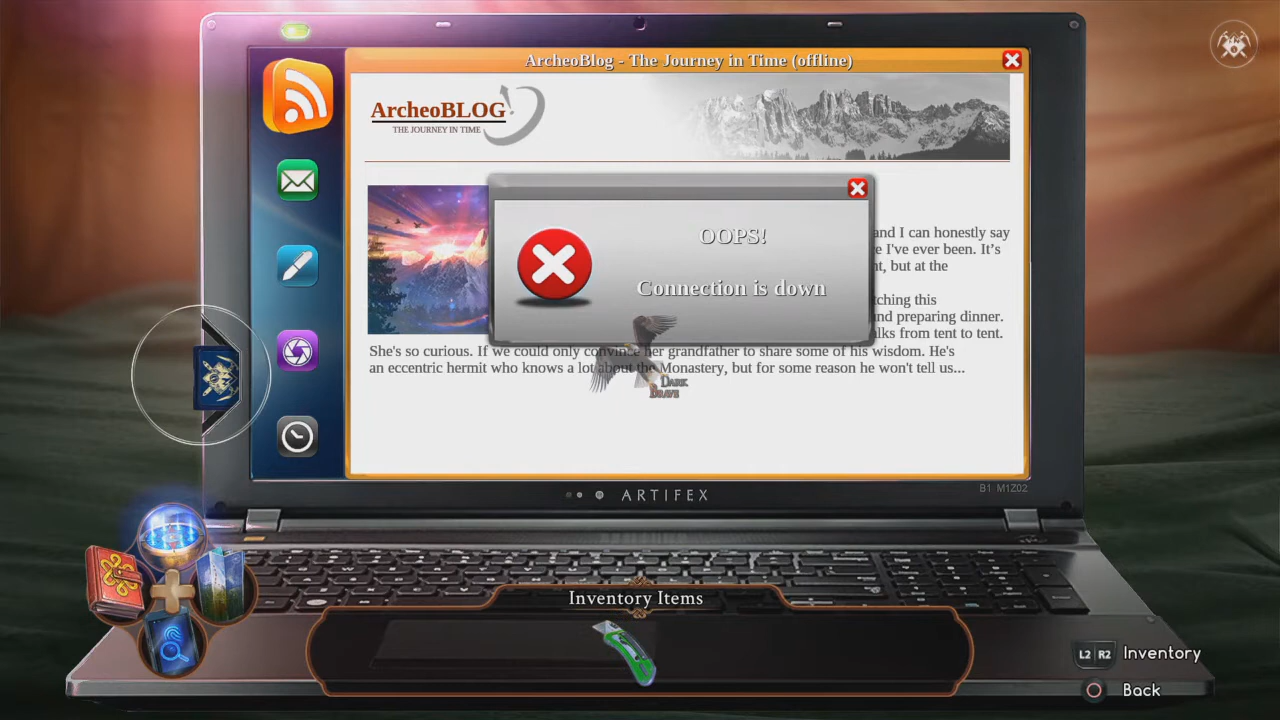 ArcheoBlog - The Journey in Time (offline)
ArcheoBLOG
THE JOURNEY IN TIME
OOPS!
Connection is down
and I can honestly say
I've ever been. It's
but at the
this
and preparing dinner.
from tent to tent.
She's so curious. If we could only convince her grandfather to share some of his wisdom. He's
an eccentric hermit who knows a lot about the Monastery, but for some reason he won't tell us...
DARK
BRAVE
ARTIFEX
B1 M1Z02
Inventory Items
L2 R2 Inventory
Back